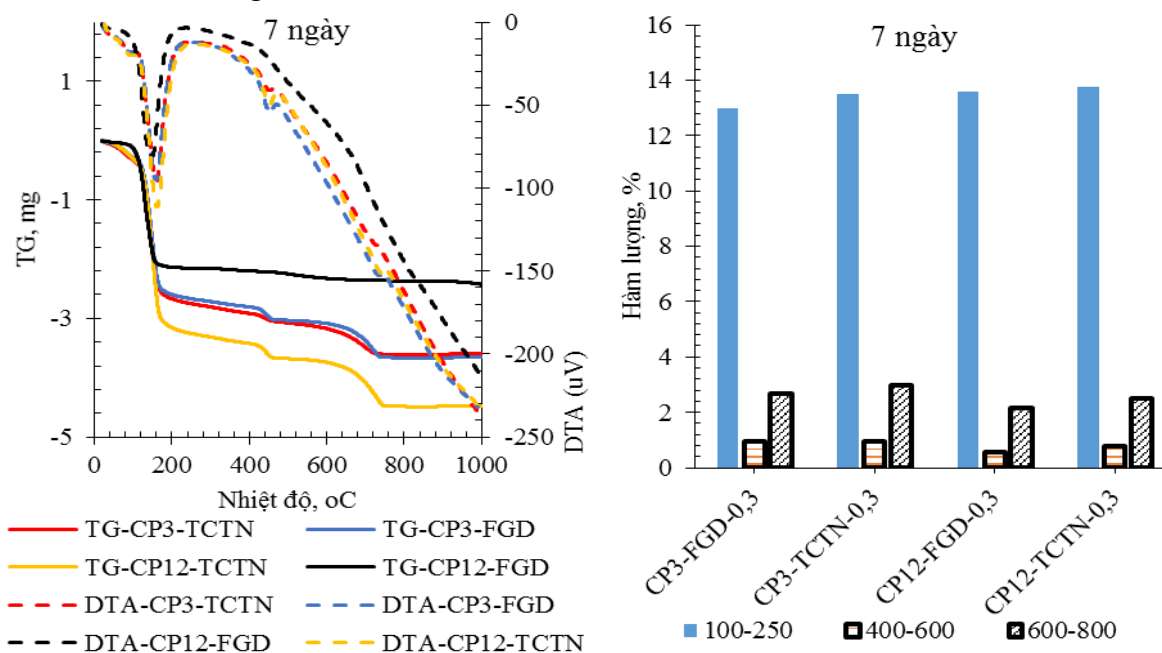 7 ngày
TG, mg
1
-1
-3
-5
0
-50
-100
-150
-200
-250
DTA (uV)
0 200 400 600 800 1000
Nhiệt độ, oC
TG-CP3-TCTN TG-CP3-FGD
TG-CP12-TCTN TG-CP12-FGD
DTA-CP3-TCTN DTA-CP3-FGD
DTA-CP12-FGD DTA-CP12-TCTN
7 ngày
Hàm lượng, %
16
14
12
10
8
6
4
2
0
CP3-FGD-0,3
CP3-TCTN-0,3
CP12-FGD-0,3
CP12-TCTN-0,3
100-250 400-600 600-800